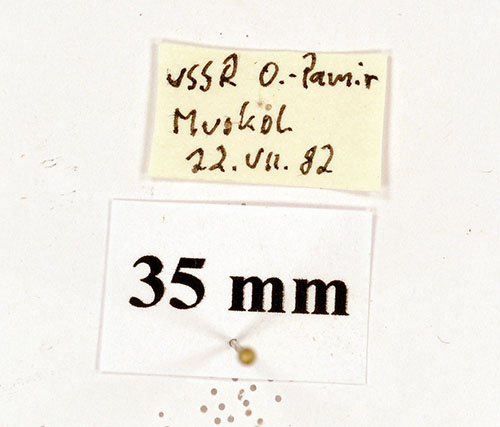 USSR O.-Pamir
Muskol
22.VII.82
35 mm